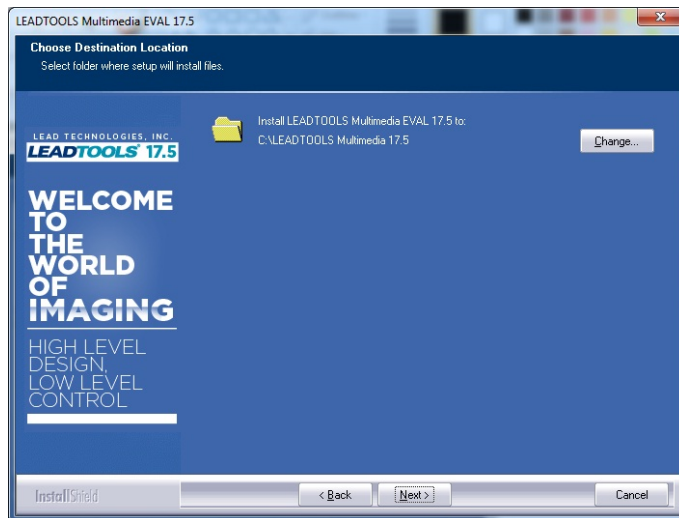 LEADTOOLS Multimedia EVAL 17.5
Choose Destination Location
Select folder where setup will install files.
LEAD TECHNOLOGIES, INC.
LEADTOOLS® 17.5
WELCOME
TO
THE
WORLD
OF
IMAGING
HIGH LEVEL
DESIGN,
LOW LEVEL
CONTROL
Install LEADTOOLS Multimedia EVAL 17.5 to:
C:\LEADTOOLS Multimedia 17.5
Change...
InstallShield
< Back
Next >
Cancel